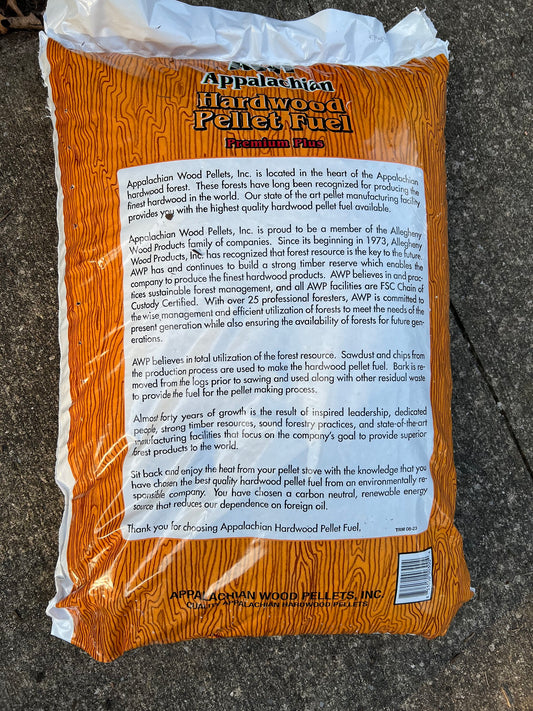 Appalachian
Hardwood
Pellet Fuel
Premium Plus
Appalachian Wood Pellets, Inc. is located in the heart of the Appalachian
hardwood forest. These forests have long been recognized for producing the
finest hardwood in the world. Our state of the art pellet manufacturing facility
provides you with the highest quality hardwood pellet fuel available.
Appalachian Wood Pellets, Inc. is proud to be a member of the Allegheny
Wood Products family of companies. Since its beginning in 1973, Allegheny
Wood Products, Inc. has recognized that forest resource is the key to the future.
AWP has and continues to build a strong timber reserve which enables the
company to produce the finest hardwood products. AWP believes in and prac-
tices sustainable forest management, and all AWP facilities are FSC Chain of
Custody Certified. With over 25 professional foresters, AWP is committed to
the wise management and efficient utilization of forests to meet the needs of the
present generation while also ensuring the availability of forests for future gen-
erations.
AWP believes in total utilization of the forest resource. Sawdust and chips from
the production process are used to make the hardwood pellet fuel. Bark is re-
moved from the logs prior to sawing and used along with other residual waste
to provide the fuel for the pellet making process.
Almost forty years of growth is the result of inspired leadership, dedicated
people, strong timber resources, sound forestry practices, and state-of-the-art
manufacturing facilities that focus on the company's goal to provide superior
forest products to the world.
Sit back and enjoy the heat from your pellet stove with the knowledge that you
have chosen the best quality hardwood pellet fuel from an environmentally re-
sponsible company. You have chosen a carbon neutral, renewable energy
source that reduces our dependence on foreign oil.
Thank you for choosing Appalachian Hardwood Pellet Fuel.
TRM 08-23
APPALACHIAN WOOD PELLETS, INC.
QUALITY APPALACHIAN HARDWOOD PELLETS